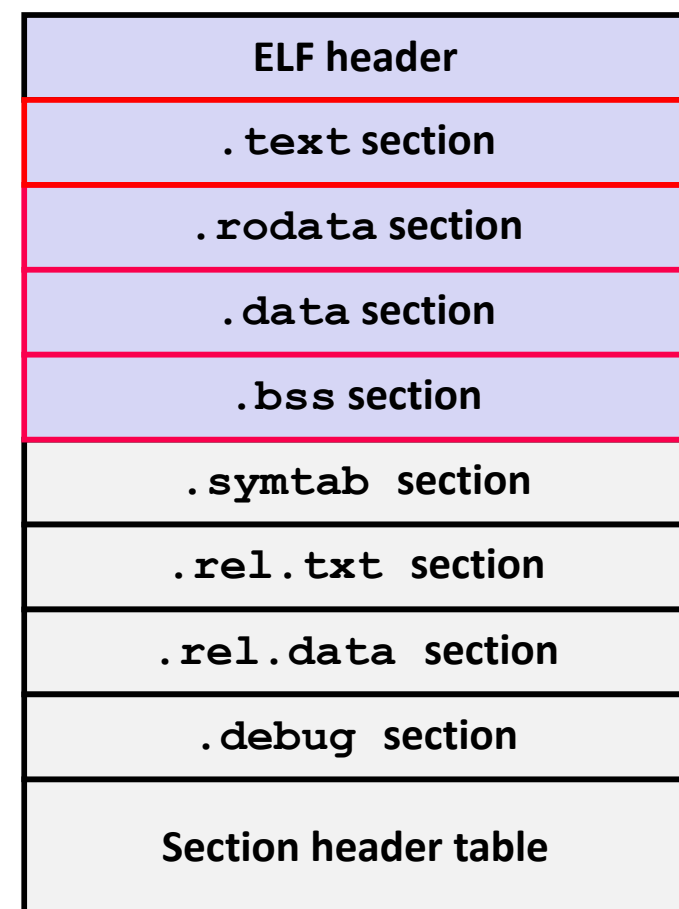 ELF header
.text section
.rodata section
.data section
.bss section
.symtab section
.rel.txt section
.rel.data section
.debug section
Section header table